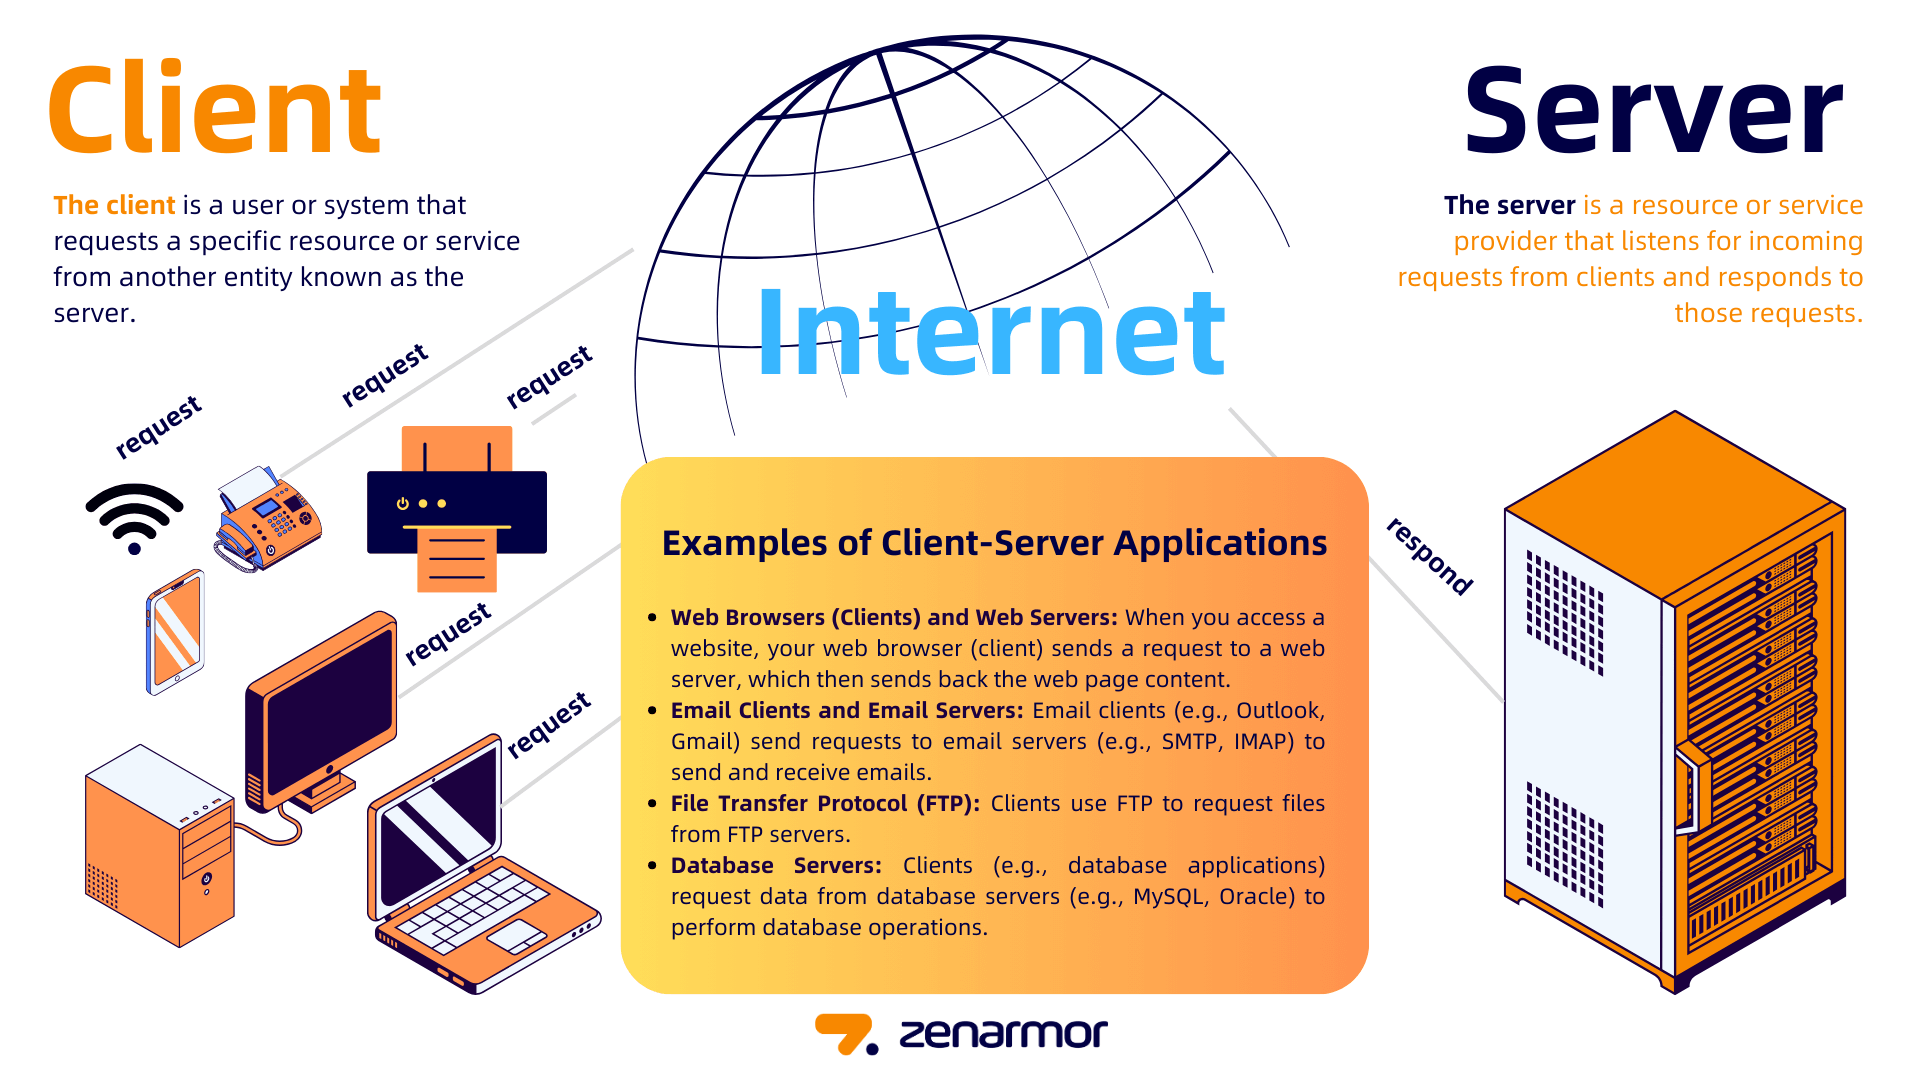 Client
The client is a user or system that
requests a specific resource or service
from another entity known as the
server.
Internet
Server
The server is a resource or service
provider that listens for incoming
requests from clients and responds to
those requests.
request
request
request
request
request
respond
Examples of Client-Server Applications
• Web Browsers (Clients) and Web Servers: When you access a
website, your web browser (client) sends a request to a web
server, which then sends back the web page content.
• Email Clients and Email Servers: Email clients (e.g., Outlook,
Gmail) send requests to email servers (e.g., SMTP, IMAP) to
send and receive emails.
• File Transfer Protocol (FTP): Clients use FTP to request files
from FTP servers.
• Database Servers: Clients (e.g., database applications)
request data from database servers (e.g., MySQL, Oracle) to
perform database operations.
zenarmor